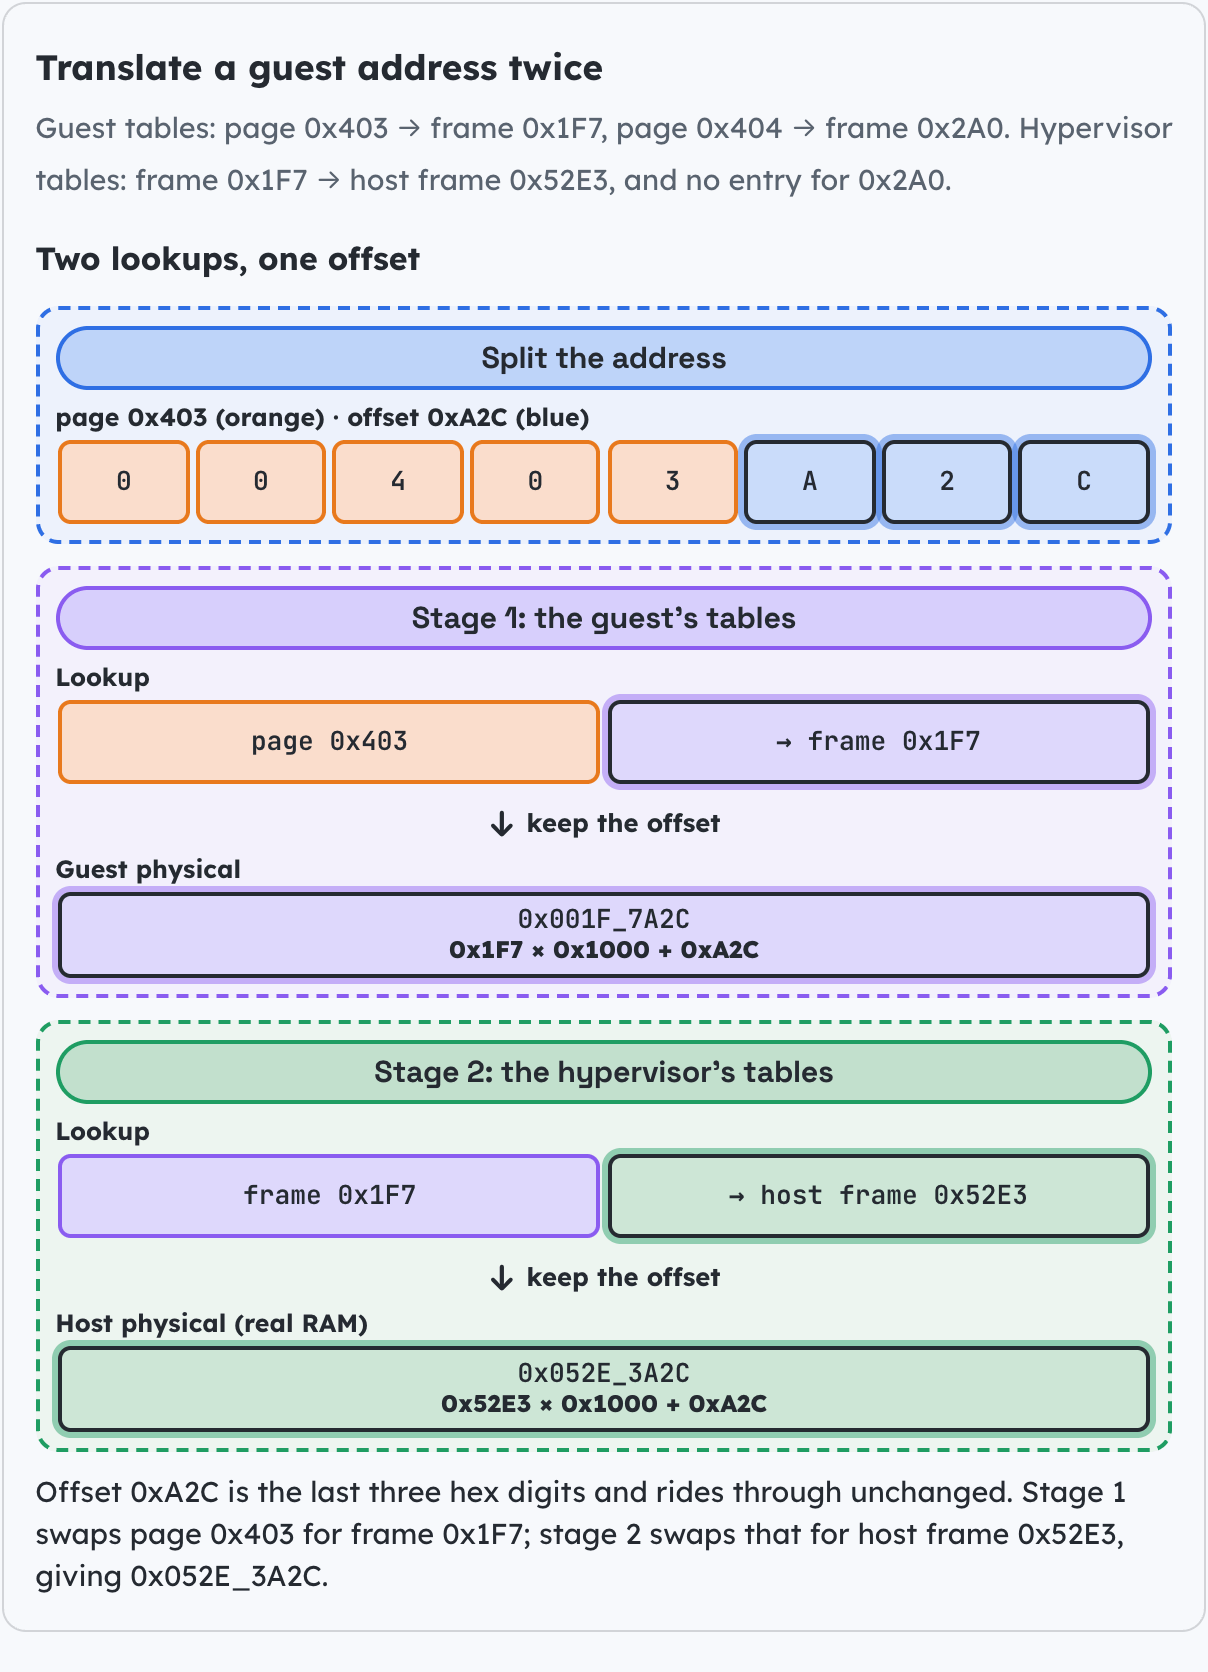 Translate a guest address twice
Guest tables: page 0x403 → frame 0x1F7, page 0x404 → frame 0x2A0. Hypervisor
tables: frame 0x1F7 → host frame 0x52E3, and no entry for 0x2A0.
Two lookups, one offset
Split the address
page 0x403 (orange) · offset 0xA2C (blue)
0 0 4 0 3 A 2 C
Stage 1: the guest’s tables
Lookup
page 0x403 → frame 0x1F7
↓ keep the offset
Guest physical
0x001F_7A2C
0x1F7 × 0x1000 + 0xA2C
Stage 2: the hypervisor’s tables
Lookup
frame 0x1F7 → host frame 0x52E3
↓ keep the offset
Host physical (real RAM)
0x052E_3A2C
0x52E3 × 0x1000 + 0xA2C
Offset 0xA2C is the last three hex digits and rides through unchanged. Stage 1
swaps page 0x403 for frame 0x1F7; stage 2 swaps that for host frame 0x52E3,
giving 0x052E_3A2C.